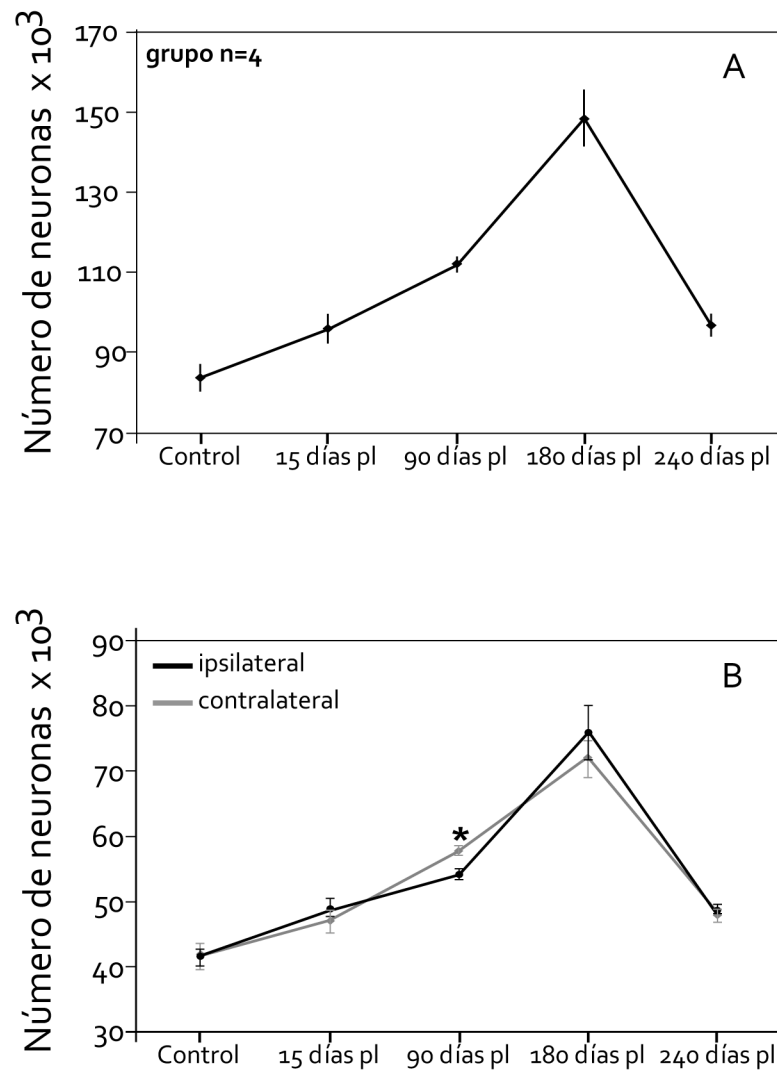 Número de neuronas x 10³
grupo n=4
A
170
150
130
110
90
70
Control 15 días pl 90 días pl 180 días pl 240 días pl
Número de neuronas x 10³
ipsilateral
contralateral
B
90
80
70
60
50
40
30
*
Control 15 días pl 90 días pl 180 días pl 240 días pl